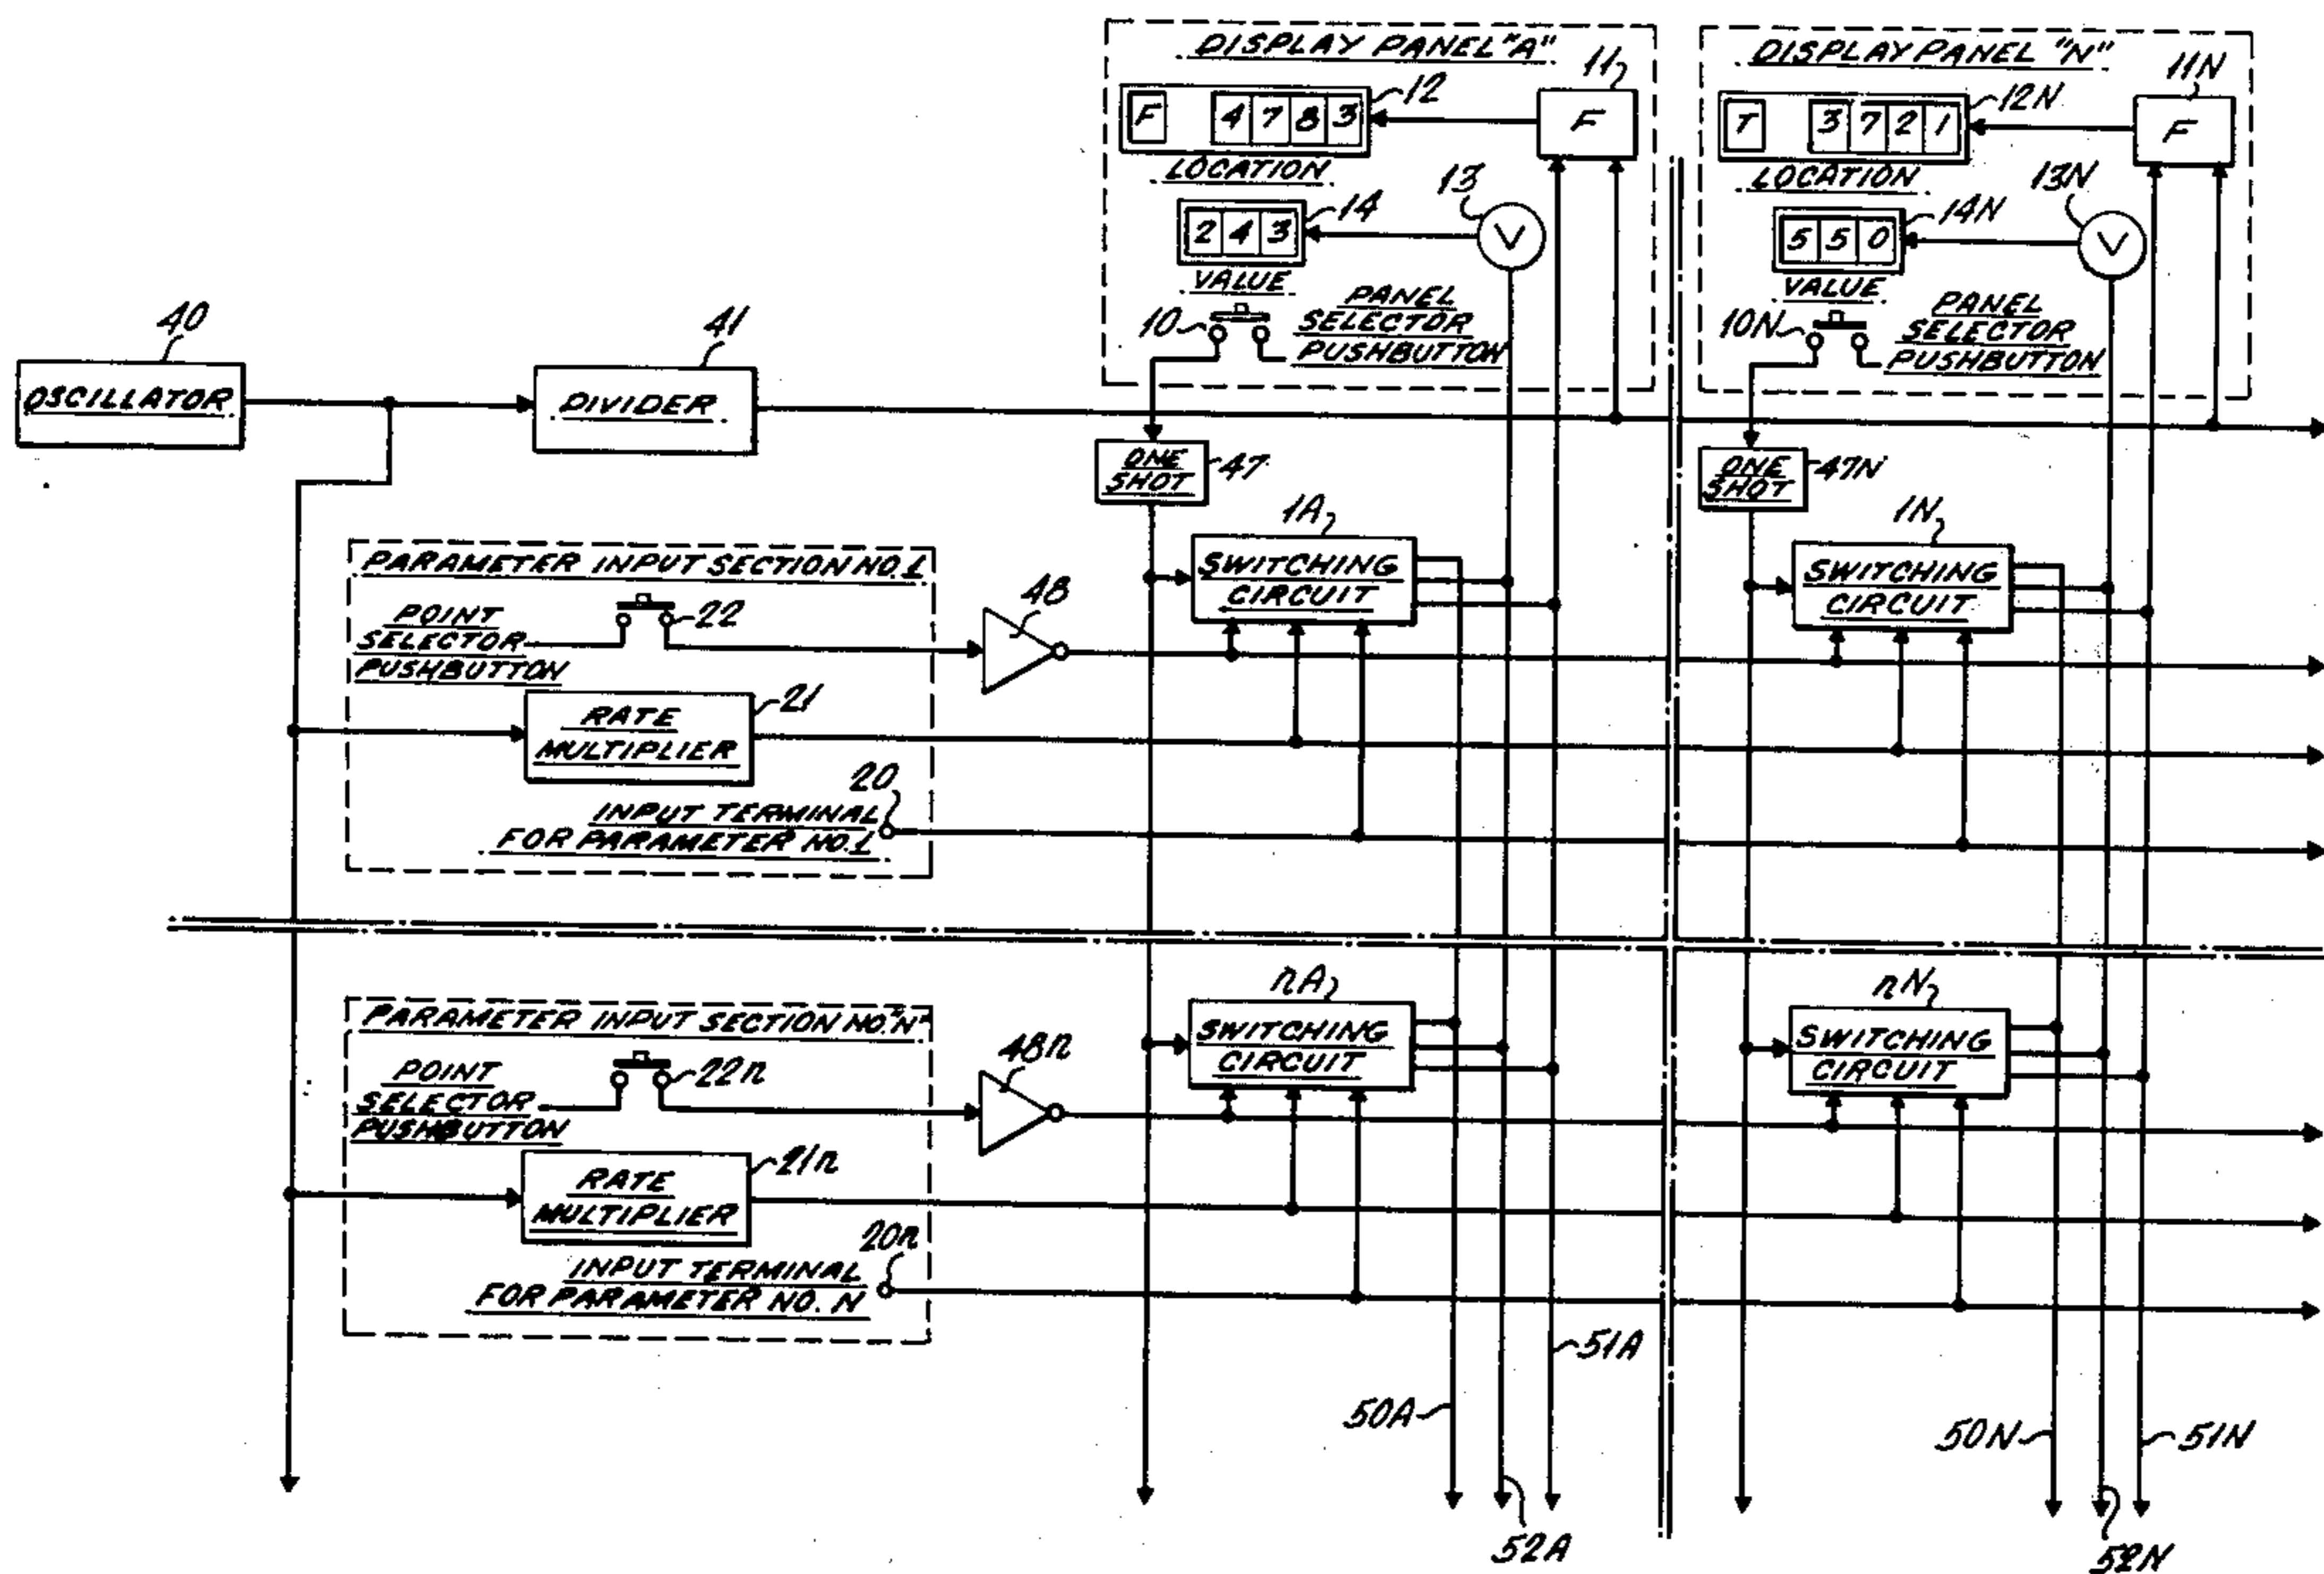 DISPLAY PANEL "A"
11
F 4 7 8 3
12
F
LOCATION
13
2 4 3
14
V
VALUE
10
PANEL
SELECTOR
PUSHBUTTON
DISPLAY PANEL "N"
11N
T 3 7 2 1
12N
F
LOCATION
13N
5 5 0
14N
V
VALUE
10N
PANEL
SELECTOR
PUSHBUTTON
40
OSCILLATOR
41
DIVIDER
ONE
SHOT
47
ONE
SHOT
47N
PARAMETER INPUT SECTION NO. 1
POINT
SELECTOR
PUSHBUTTON
22
48
1A
SWITCHING
CIRCUIT
1N
SWITCHING
CIRCUIT
RATE
MULTIPLIER
21
20
INPUT TERMINAL
FOR PARAMETER NO. 1
PARAMETER INPUT SECTION NO. "N"
POINT
SELECTOR
PUSHBUTTON
22n
48n
nA
SWITCHING
CIRCUIT
nN
SWITCHING
CIRCUIT
RATE
MULTIPLIER
21n
20n
INPUT TERMINAL
FOR PARAMETER NO. N
50A
51A
52A
50N
51N
52N